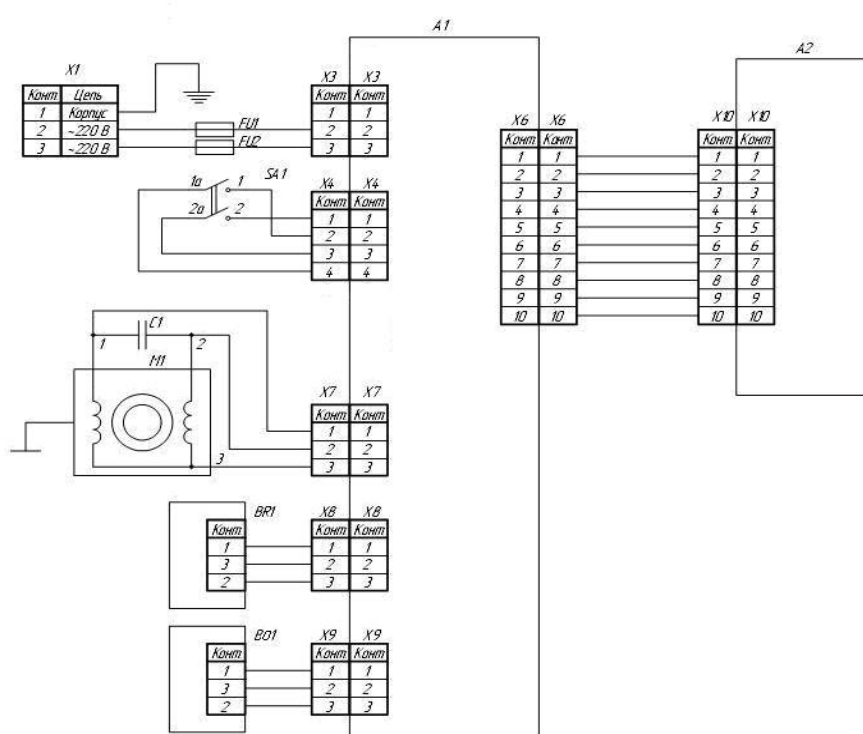 A1
A2
X1
Конт Цепь
1 Корпус
2 ~220 В
3 ~220 В
FU1
FU2
X3 X3
Конт Конт
1 1
2 2
3 3
SA1
1а 1
2а 2
X4 X4
Конт Конт
1 1
2 2
3 3
4 4
X6 X6
Конт Конт
1 1
2 2
3 3
4 4
5 5
6 6
7 7
8 8
9 9
10 10
X10 X10
Конт Конт
1 1
2 2
3 3
4 4
5 5
6 6
7 7
8 8
9 9
10 10
C1
1 2
M1
3
X7 X7
Конт Конт
1 1
2 2
3 3
BR1
Конт
1
3
2
X8 X8
Конт Конт
1 1
2 2
3 3
BO1
Конт
1
3
2
X9 X9
Конт Конт
1 1
2 2
3 3